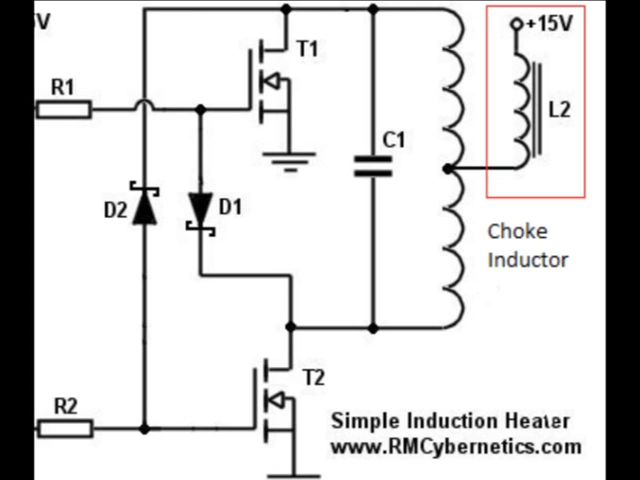 V
+15V
T1
R1
L2
C1
D2
D1
Choke
Inductor
T2
R2
Simple Induction Heater
www.RMCybernetics.com